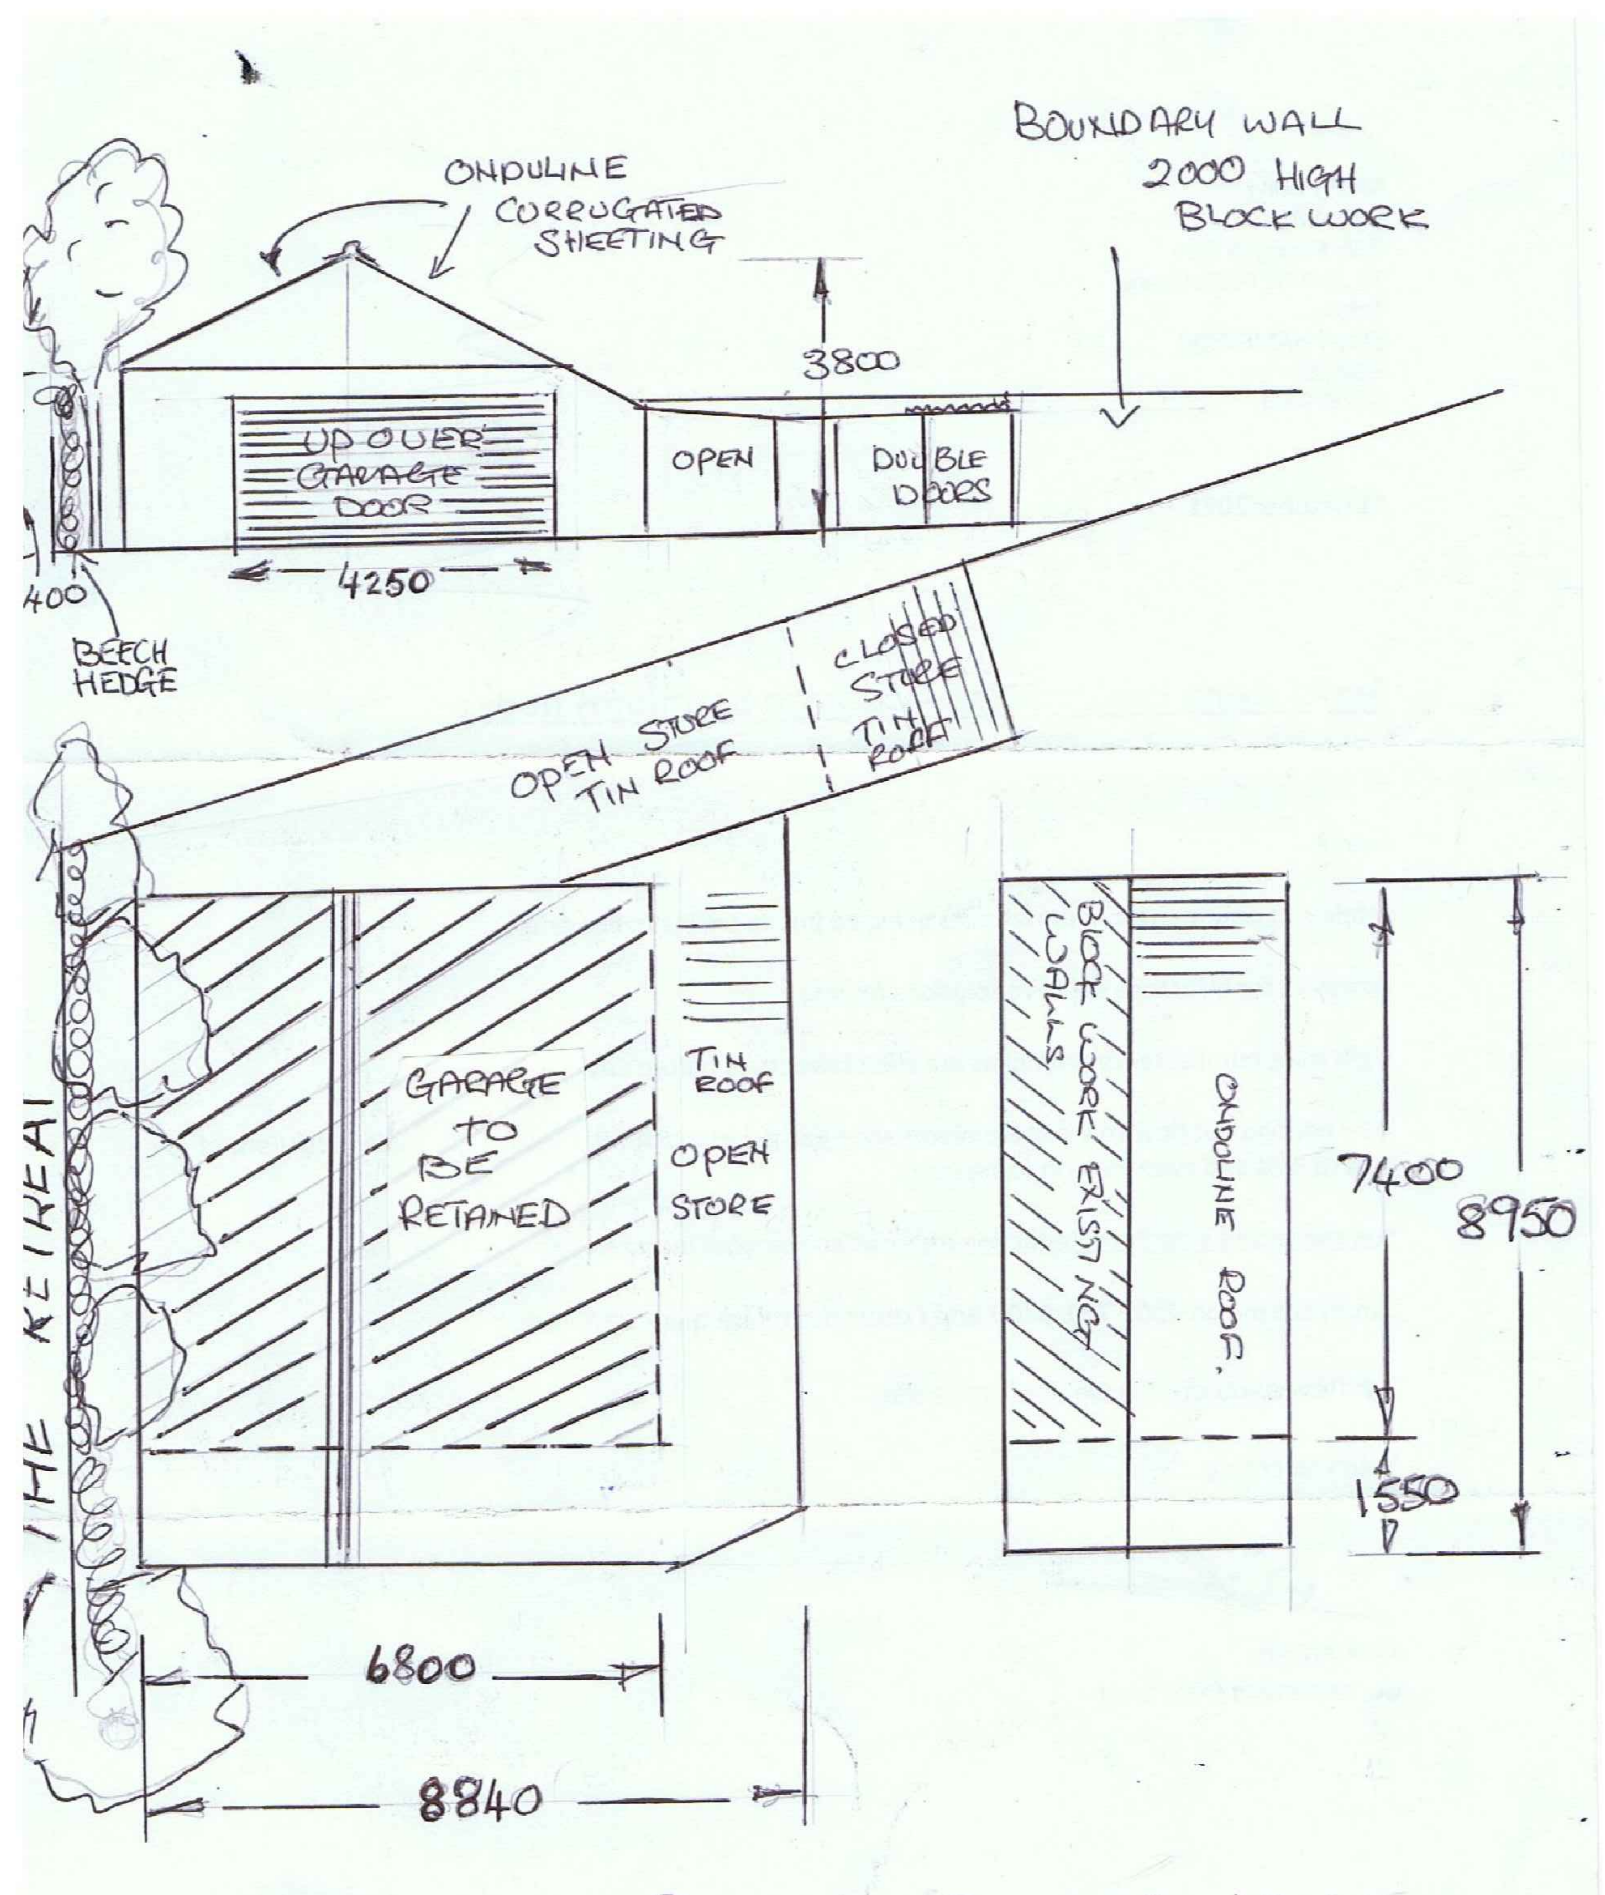 BOUNDARY WALL
2000 HIGH
BLOCK WORK
ONDULINE
CURRUGATED
SHEETING
3800
UP OVER
GARAGE
DOOR
OPEN
DOUBLE
DOORS
4250
400
BEECH
HEDGE
CLOSED
STORE
TIN
ROOF
OPEN STORE
TIN ROOF
THE RETREAT
GARAGE
TO
BE
RETAINED
TIN
ROOF
OPEN
STORE
BLOCK WORK EXISTING
WALLS
ONDULINE ROOF.
7400
8950
1550
6800
8840